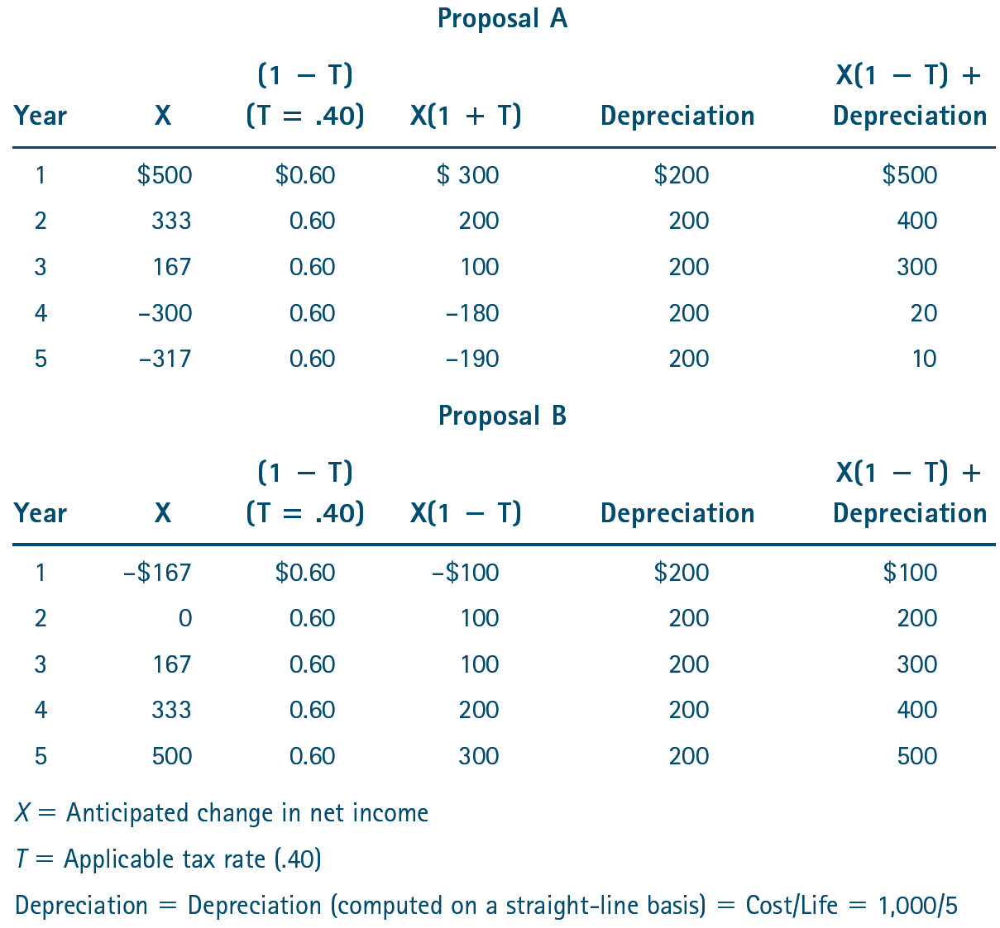 Proposal A
(1 − T) X(1 − T) +
Year X (T = .40) X(1 + T) Depreciation Depreciation
1 $500 $0.60 $ 300 $200 $500
2 333 0.60 200 200 400
3 167 0.60 100 200 300
4 −300 0.60 −180 200 20
5 −317 0.60 −190 200 10
Proposal B
(1 − T) X(1 − T) +
Year X (T = .40) X(1 − T) Depreciation Depreciation
1 −$167 $0.60 −$100 $200 $100
2 0 0.60 100 200 200
3 167 0.60 100 200 300
4 333 0.60 200 200 400
5 500 0.60 300 200 500
X = Anticipated change in net income
T = Applicable tax rate (.40)
Depreciation = Depreciation (computed on a straight-line basis) = Cost/Life = 1,000/5